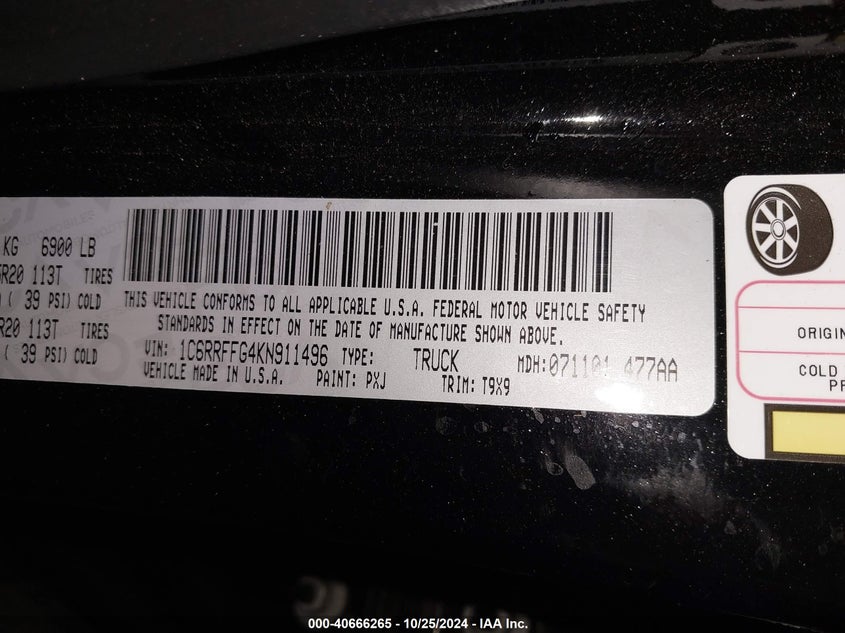 KG 6900 LB
R20 113T TIRES
( 39 PSI) COLD
R20 113T TIRES
( 39 PSI) COLD
THIS VEHICLE CONFORMS TO ALL APPLICABLE U.S.A. FEDERAL MOTOR VEHICLE SAFETY
STANDARDS IN EFFECT ON THE DATE OF MANUFACTURE SHOWN ABOVE.
VIN: 1C6RRFFG4KN911496 TYPE: TRUCK MDH: 071101 477AA
VEHICLE MADE IN U.S.A. PAINT: PXJ TRIM: T9X9
ORIGIN
COLD
PR
000-40666265 - 10/25/2024 - IAA Inc.